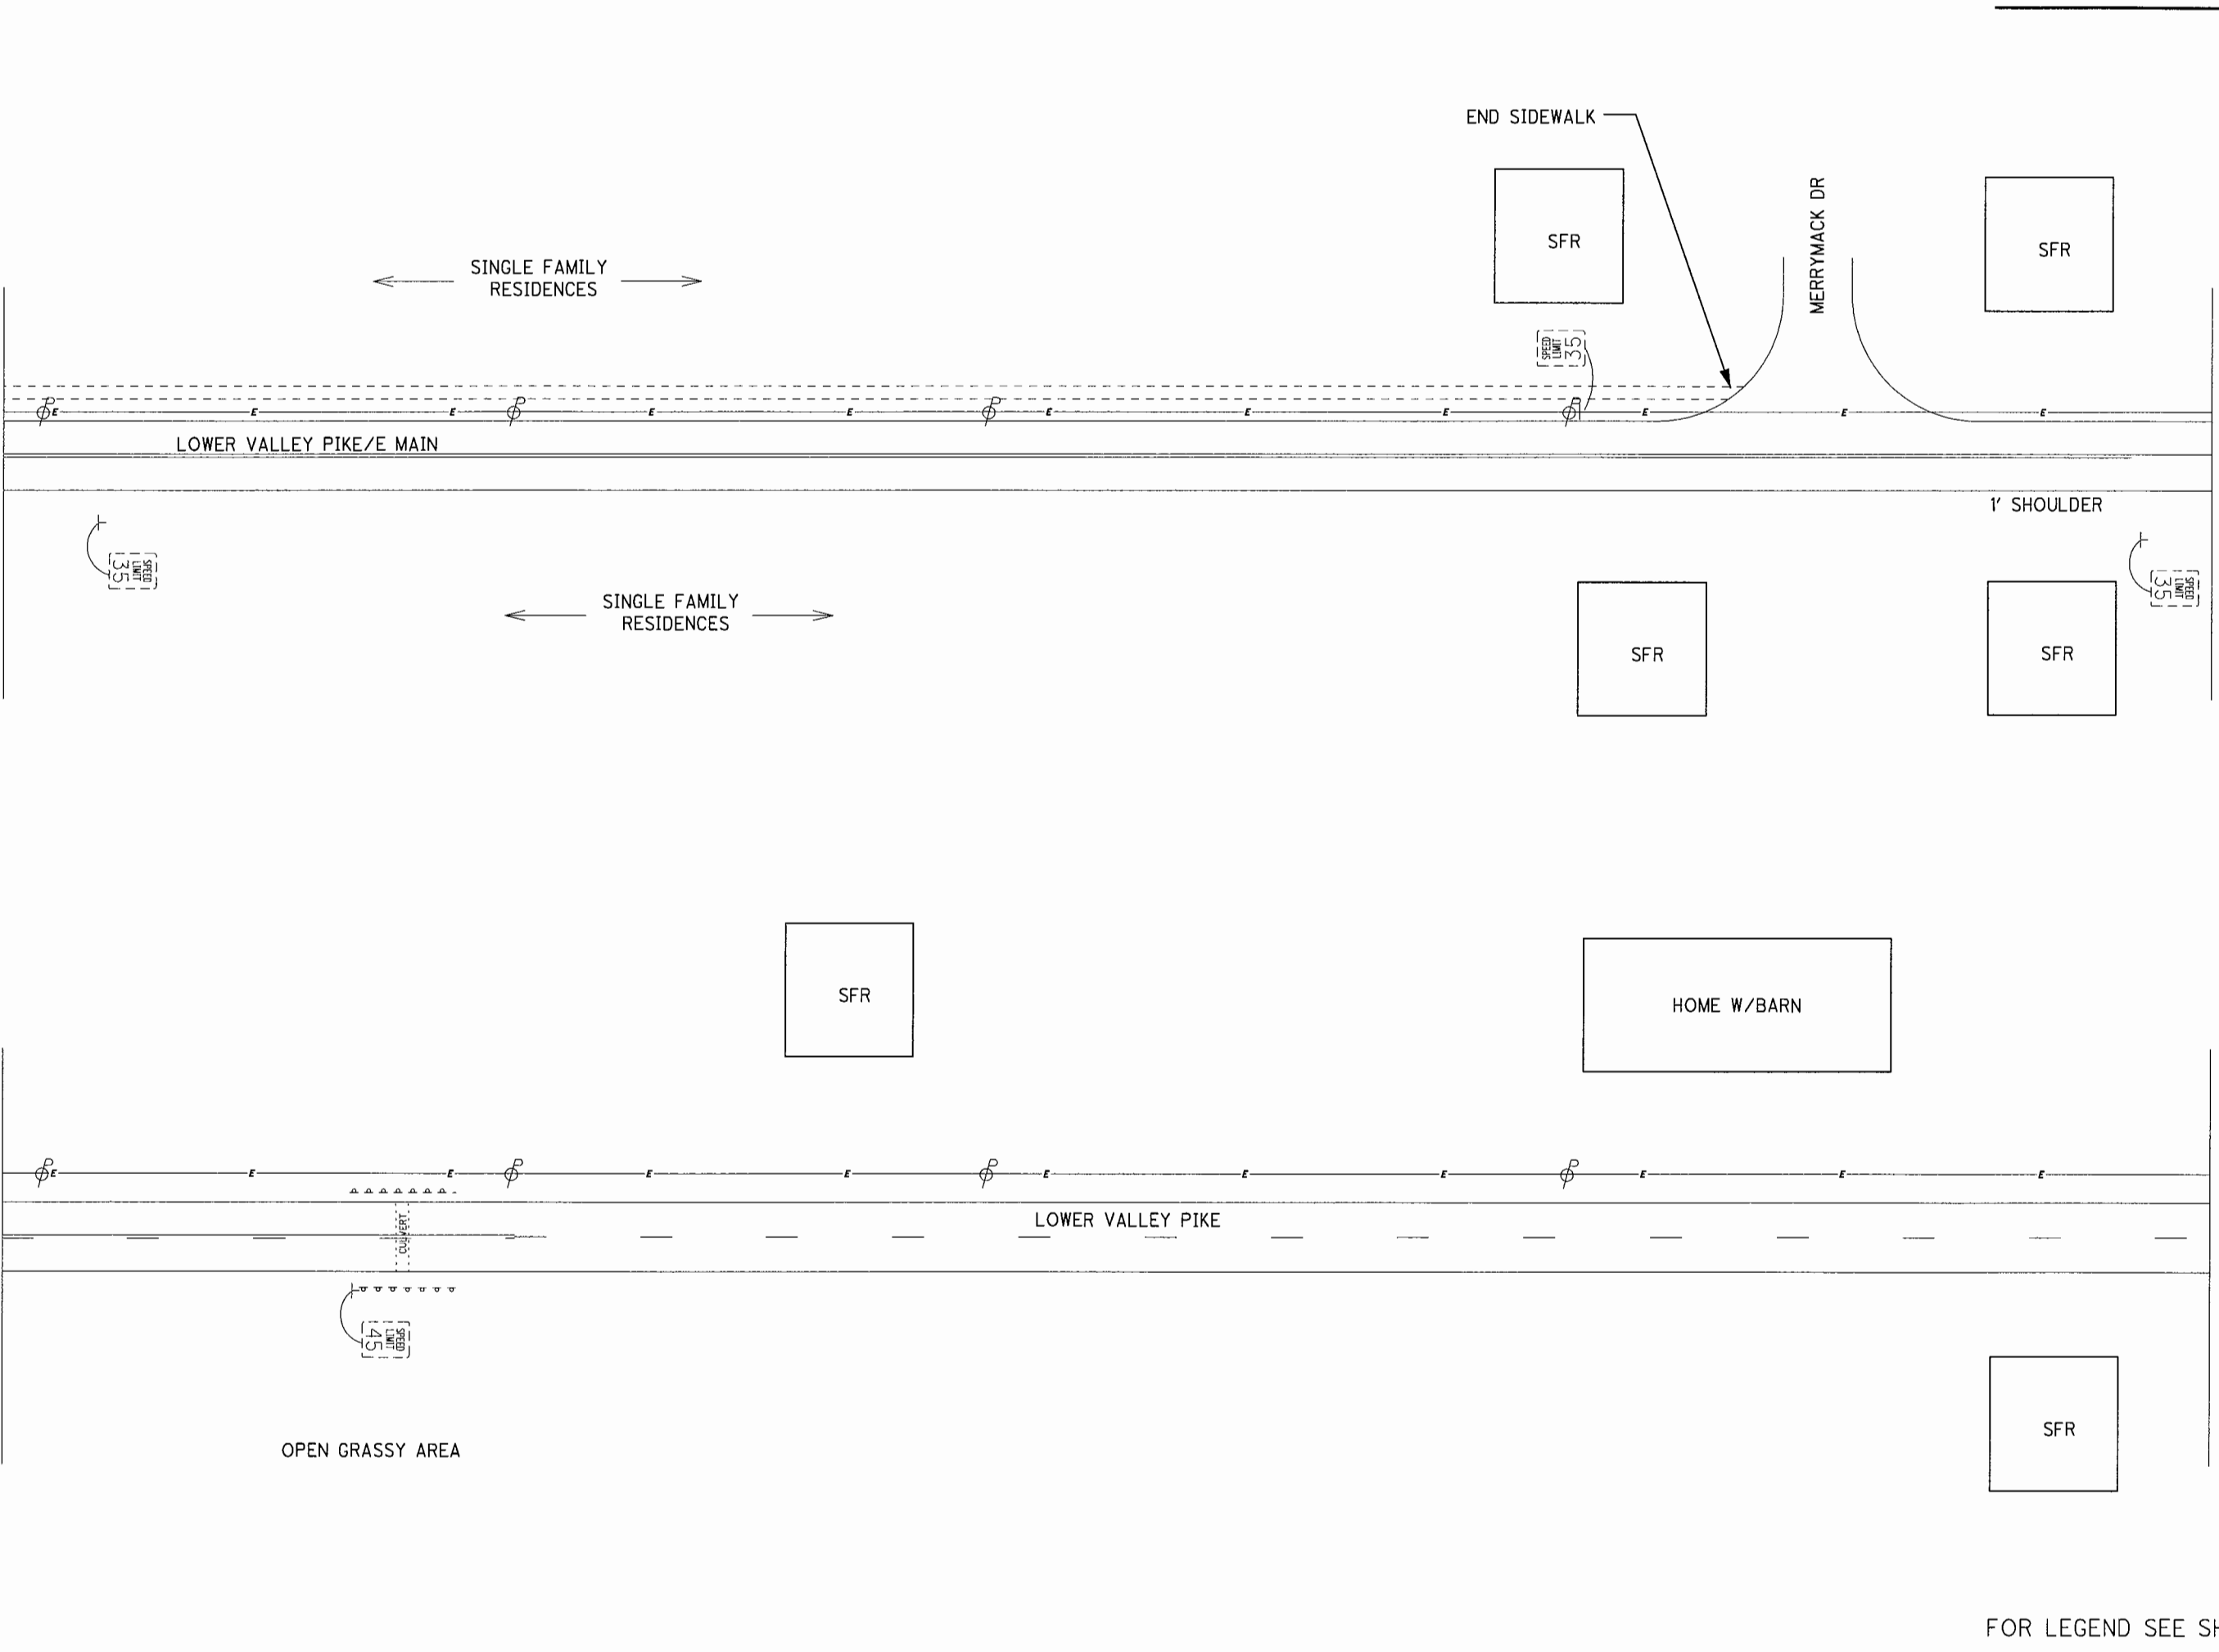 END SIDEWALK
SFR
MERRYMACK DR
SFR
SINGLE FAMILY
RESIDENCES
SPEED
LIMIT
35
P
E
E
E
P
E
E
P
E
E
E
P
E
E
E
LOWER VALLEY PIKE/E MAIN
1' SHOULDER
SPEED
LIMIT
35
SPEED
LIMIT
35
SINGLE FAMILY
RESIDENCES
SFR
SFR
SFR
HOME W/BARN
P
E
E
E
P
E
E
P
E
E
E
P
E
E
E
CULVERT
LOWER VALLEY PIKE
SPEED
LIMIT
45
SFR
OPEN GRASSY AREA
FOR LEGEND SEE